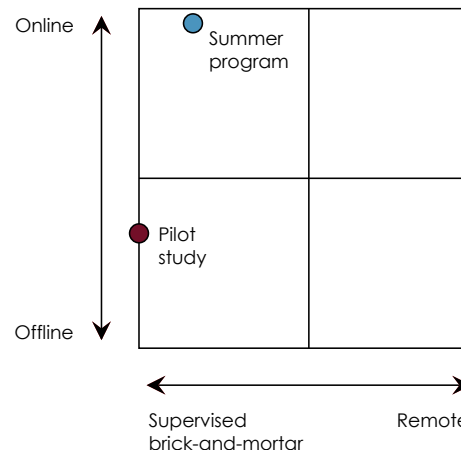 Online
Summer
program
Pilot
study
Offline
Supervised
brick-and-mortar
Remote